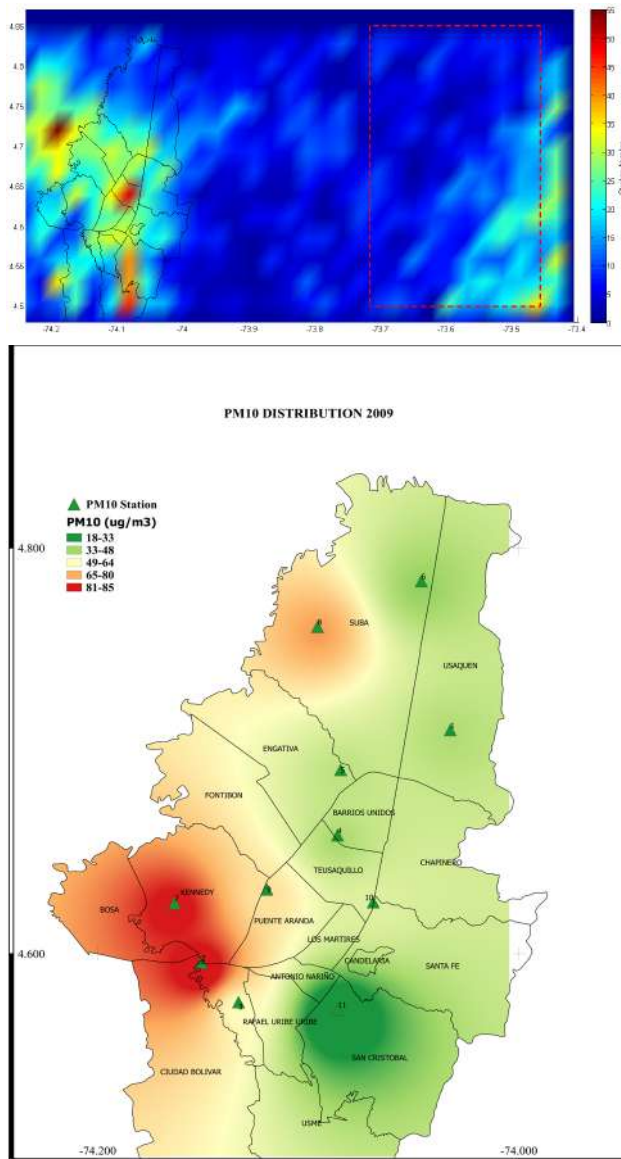 4.85
4.8
4.75
4.7
4.65
4.6
4.55
4.5
-74.2
-74.1
-74
-73.9
-73.8
-73.7
-73.6
-73.5
-73.4
55
50
45
40
35
30
25
20
15
10
5
0
PM10 DISTRIBUTION 2009
PM10 Station
PM10 (ug/m3)
18-33
33-48
49-64
65-80
81-85
4.800
6
SUBA
USAQUEN
ENGATIVA
5
FONTIBON
BARRIOS UNIDOS
TEUSAQUILLO
CHAPINERO
KENNEDY
BOSA
10
PUENTE ARANDA
LOS MARTIRES
4.600
CANDELARIA
SANTA FE
ANTONIO NARIÑO
11
RAFAEL URIBE URIBE
SAN CRISTOBAL
CIUDAD BOLIVAR
USME
-74.200
-74.000